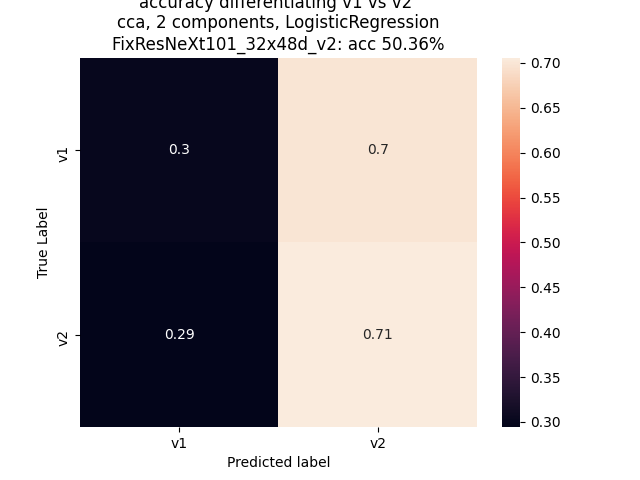 accuracy differentiating v1 vs v2
cca, 2 components, LogisticRegression
FixResNeXt101_32x48d_v2: acc 50.36%
0.70
0.65
0.60
0.55
0.50
0.45
0.40
0.35
0.30
v1
0.3
0.7
True Label
v2
0.29
0.71
v1
v2
Predicted label